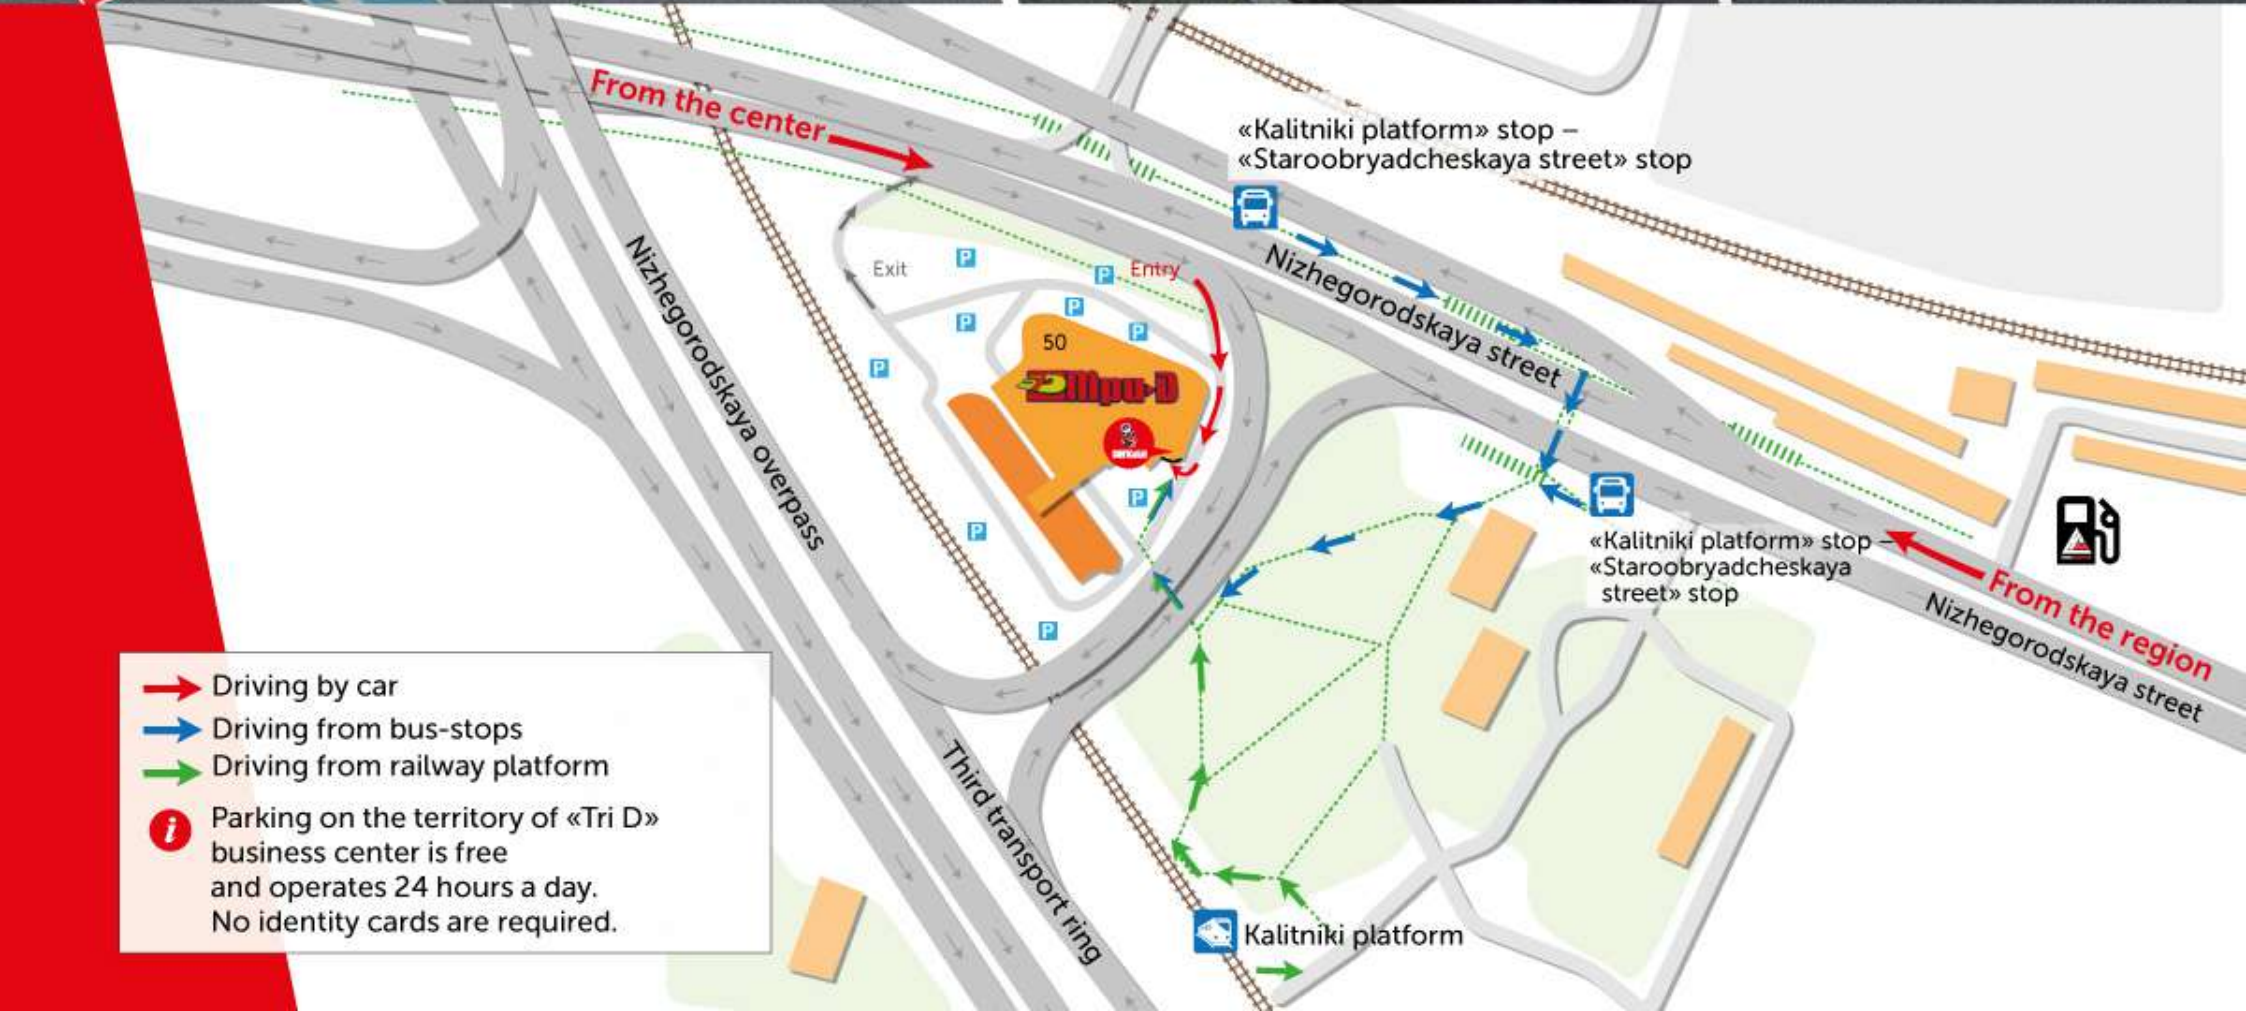 From the center
«Kalitniki platform» stop –
«Staroobryadcheskaya street» stop
Nizhegorodskaya street
Nizhegorodskaya overpass
Exit
P
P
Entry
P
P
P
P
50
Три-D
P
P
P
«Kalitniki platform» stop –
«Staroobryadcheskaya
street» stop
From the region
Nizhegorodskaya street
Third transport ring
Kalitniki platform
Driving by car
Driving from bus-stops
Driving from railway platform
i
Parking on the territory of «Tri D»
business center is free
and operates 24 hours a day.
No identity cards are required.